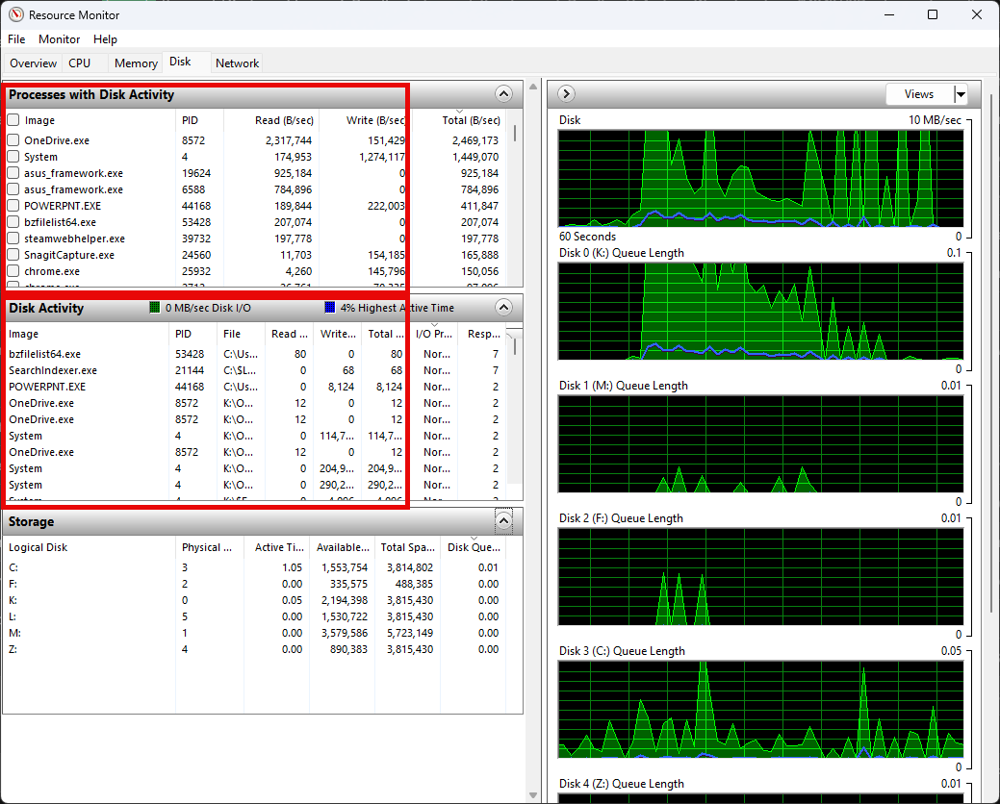 Resource Monitor
File Monitor Help
Overview CPU Memory Disk Network
Processes with Disk Activity
Image PID Read (B/sec) Write (B/sec) Total (B/sec)
OneDrive.exe 8572 2,317,744 151,429 2,469,173
System 4 174,953 1,274,117 1,449,070
asus_framework.exe 19624 925,184 0 925,184
asus_framework.exe 6588 784,896 0 784,896
POWERPNT.EXE 44168 189,844 222,003 411,847
bzfilelist64.exe 53428 207,074 0 207,074
steamwebhelper.exe 39732 197,778 0 197,778
SnagitCapture.exe 24560 11,703 154,185 165,888
chrome.exe 25932 4,260 145,796 150,056
Disk Activity 0 MB/sec Disk I/O 4% Highest Active Time
Image PID File Read ... Write... Total ... I/O Pr... Resp...
bzfilelist64.exe 53428 C:\Us... 80 0 80 Nor... 7
SearchIndexer.exe 21144 C:\$L... 0 68 68 Nor... 7
POWERPNT.EXE 44168 C:\Us... 0 8,124 8,124 Nor... 2
OneDrive.exe 8572 K:\O... 12 0 12 Nor... 2
OneDrive.exe 8572 K:\O... 12 0 12 Nor... 2
System 4 K:\O... 0 114,7... 114,7... Nor... 2
OneDrive.exe 8572 K:\O... 12 0 12 Nor... 2
System 4 K:\O... 0 204,9... 204,9... Nor... 2
System 4 K:\O... 0 290,2... 290,2... Nor... 2
Storage
Logical Disk Physical ... Active Ti... Available... Total Spa... Disk Que...
C: 3 1.05 1,553,754 3,814,802 0.01
F: 2 0.00 335,575 488,385 0.00
K: 0 0.05 2,194,398 3,815,430 0.00
L: 5 0.00 1,530,722 3,815,430 0.00
M: 1 0.00 3,579,586 5,723,149 0.00
Z: 4 0.00 890,383 3,815,430 0.00
Views
Disk 10 MB/sec
60 Seconds 0
Disk 0 (K:) Queue Length 0.1
0
Disk 1 (M:) Queue Length 0.01
0
Disk 2 (F:) Queue Length 0.01
0
Disk 3 (C:) Queue Length 0.05
0
Disk 4 (Z:) Queue Length 0.01